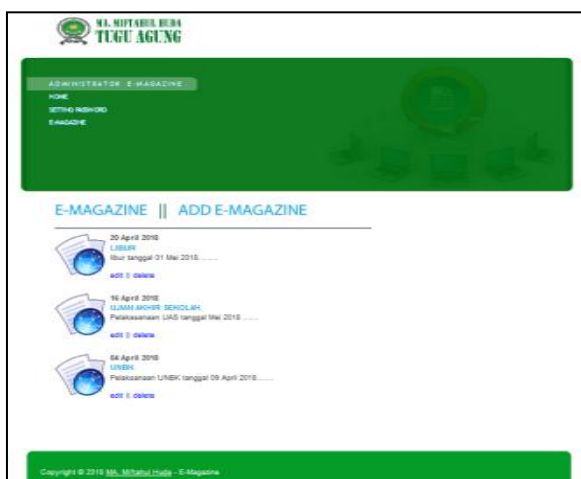 MA. MIFTAHUL HUDA
TUGU AGUNG
ADMINISTRATOR E-MAGAZINE
HOME
SETTING PASSWORD
E-MAGAZINE
E-MAGAZINE || ADD E-MAGAZINE
20 April 2018
LIBUR
libur tanggal 01 Mei 2018........
edit || delete
16 April 2018
UJIAN AKHIR SEKOLAH
Pelaksanaan UAS tanggal Mei 2018 .......
edit || delete
04 April 2018
UNBK
Pelaksanaan UNBK tanggal 09 April 2018.......
edit || delete
Copyright © 2018 MA. Miftahul Huda - E-Magazine